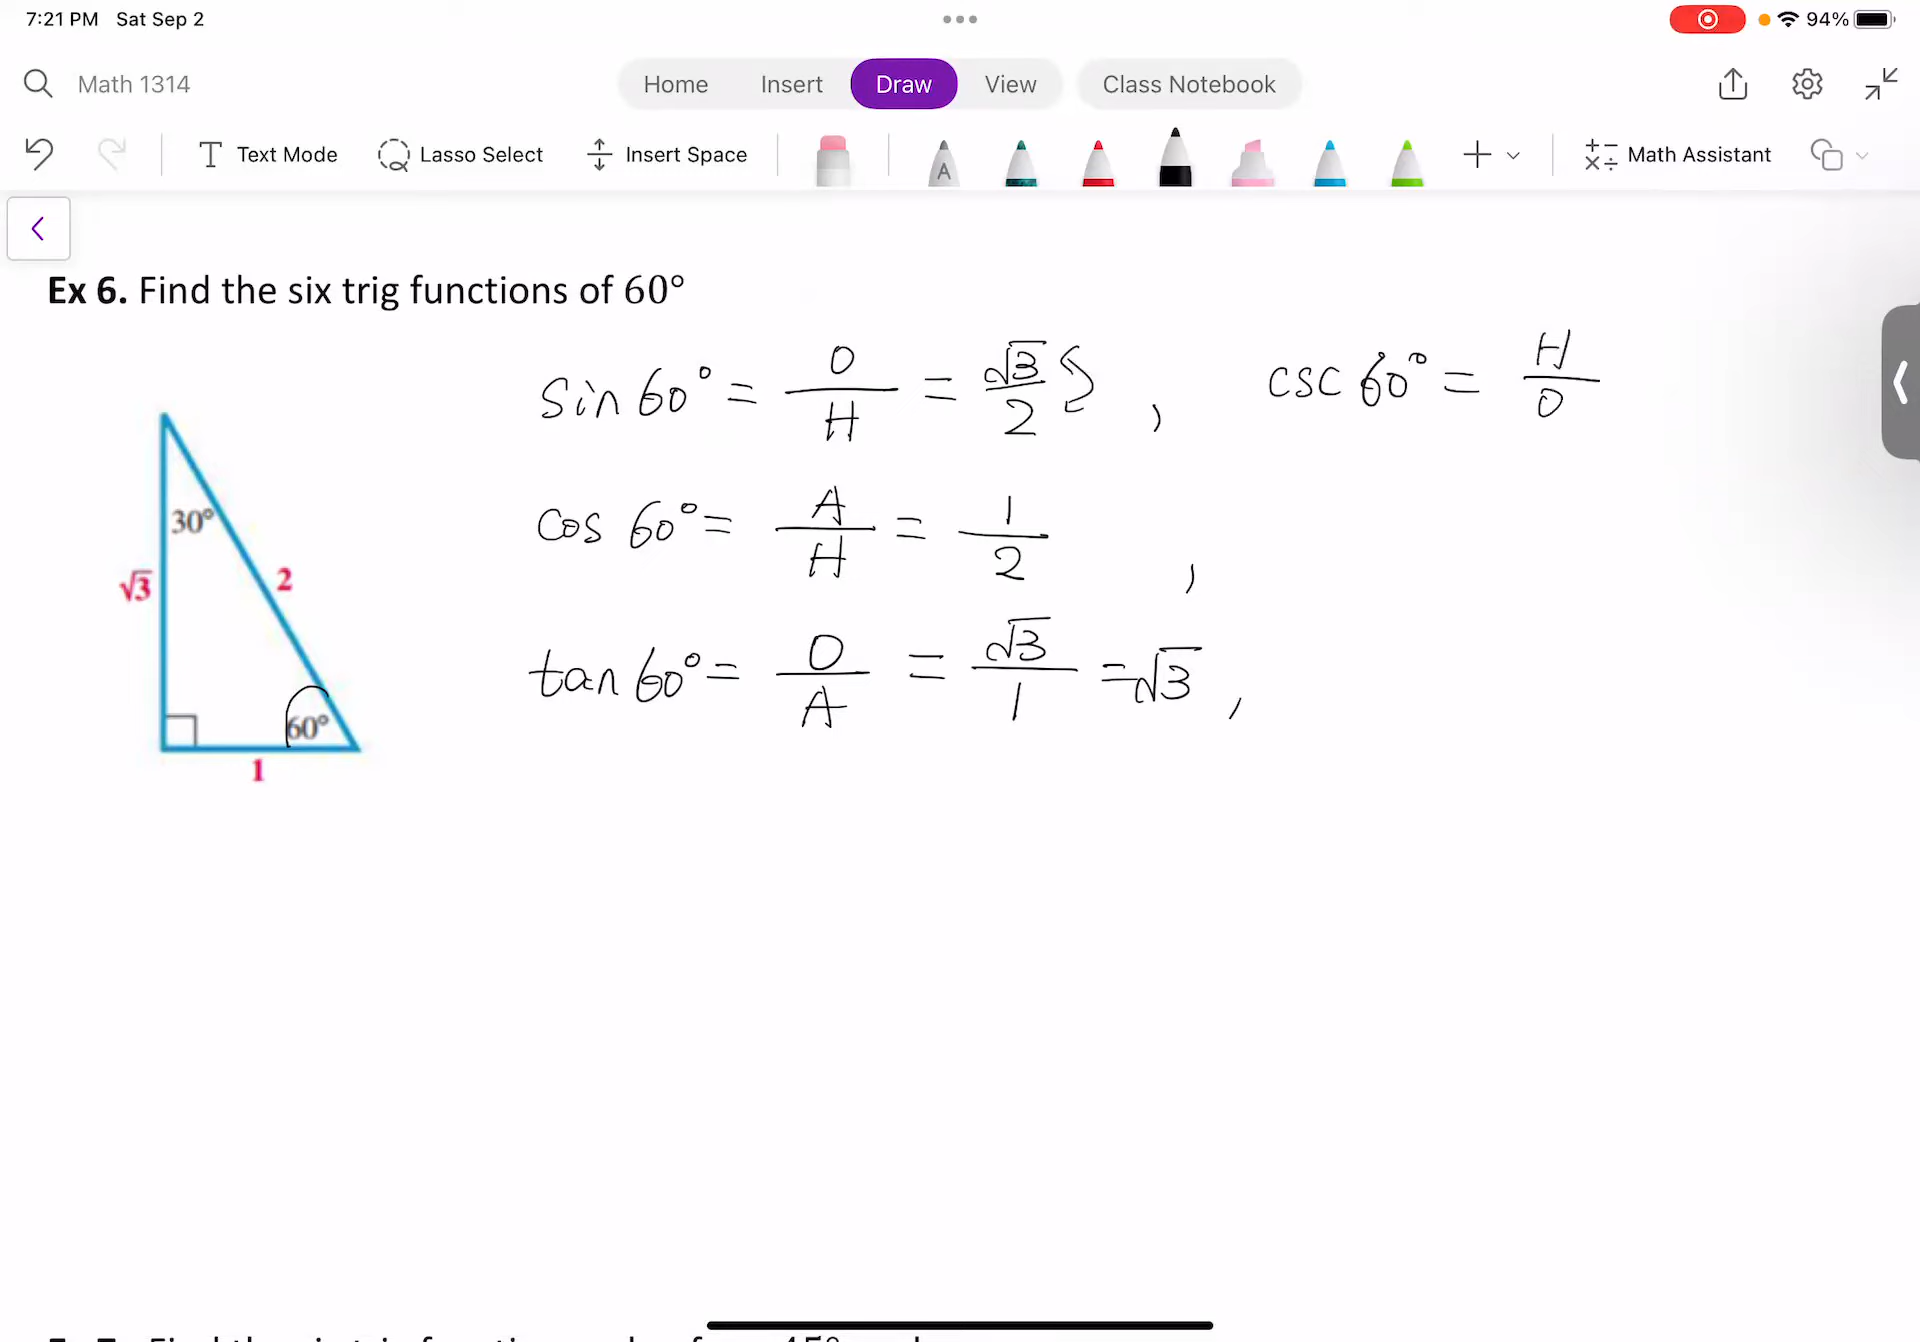 7:21 PM Sat Sep 2
94%
Math 1314
Home Insert Draw View Class Notebook
Text Mode Lasso Select Insert Space A Math Assistant
Ex 6. Find the six trig functions of 60°
sin 60° = O/H = √3/2 , csc 60° = H/O
cos 60° = A/H = 1/2 ,
tan 60° = O/A = √3/1 = √3 ,
30°
√3
2
60°
1